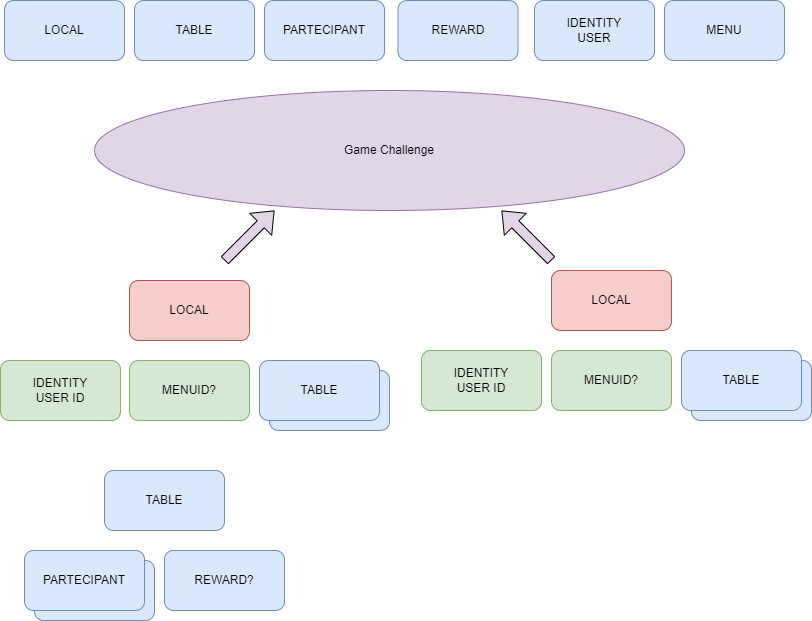 LOCAL
TABLE
PARTECIPANT
REWARD
IDENTITY
USER
MENU
Game Challenge
LOCAL
LOCAL
IDENTITY
USER ID
MENUID?
TABLE
IDENTITY
USER ID
MENUID?
TABLE
TABLE
PARTECIPANT
REWARD?